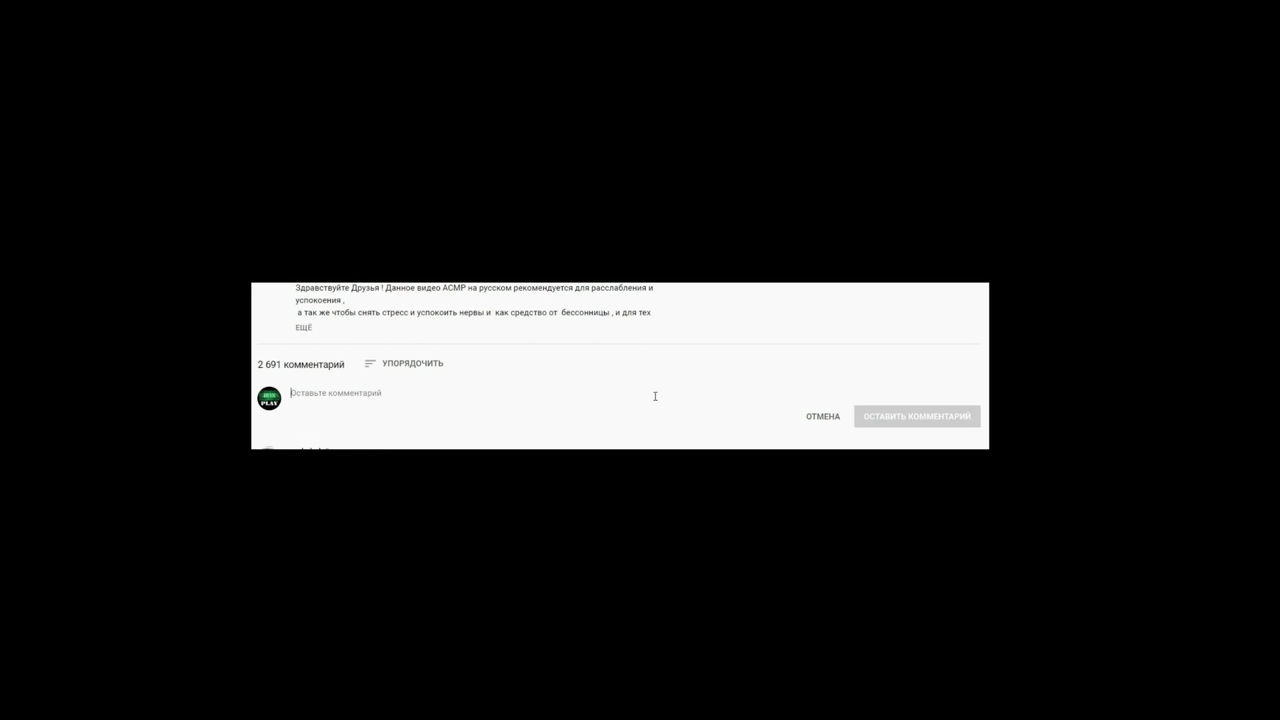 Здравствуйте Друзья ! Данное видео АСМР на русском рекомендуется для расслабления и
успокоения ,
а так же чтобы снять стресс и успокоить нервы и как средство от бессонницы , и для тех
ЕЩЁ
2 691 комментарий УПОРЯДОЧИТЬ
PLAY
Оставьте комментарий
ОТМЕНА ОСТАВИТЬ КОММЕНТАРИЙ